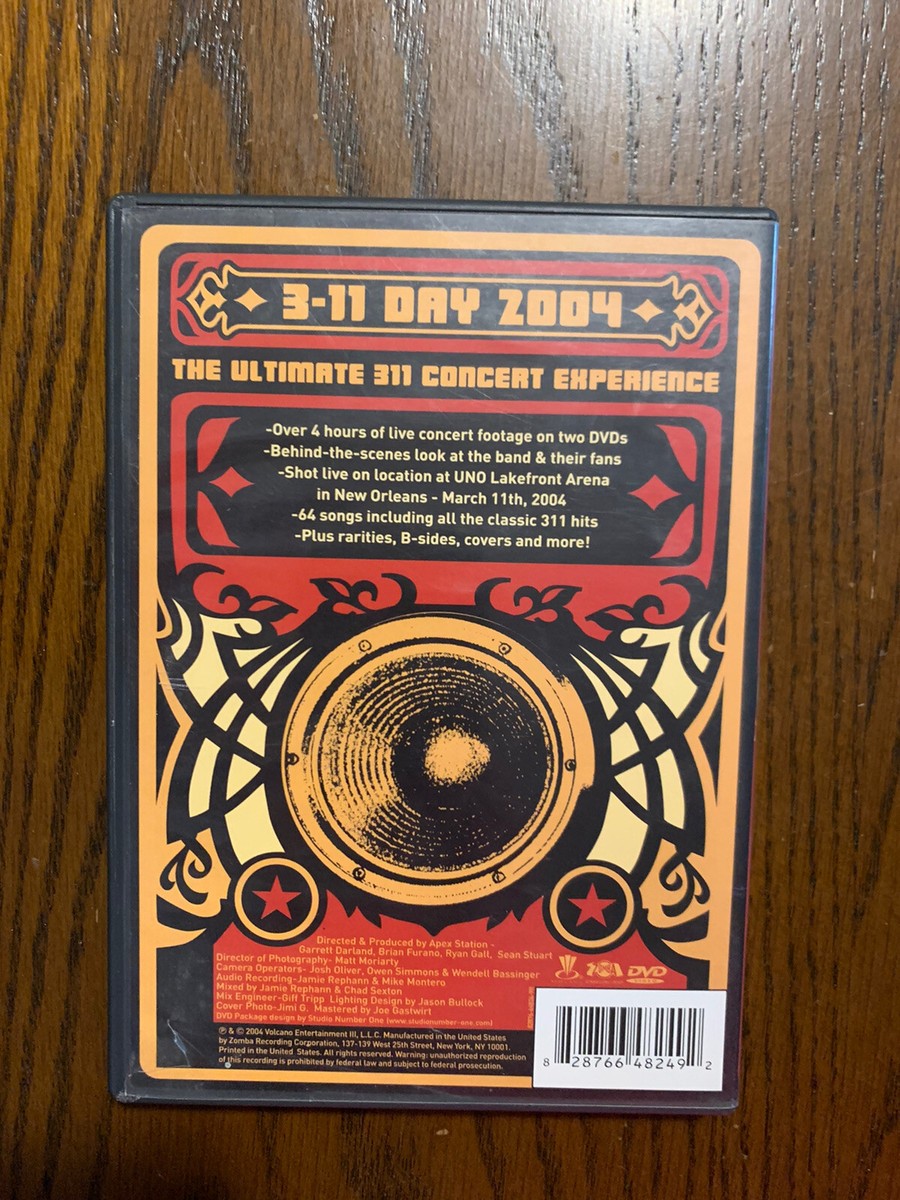 3-11 DAY 2004
THE ULTIMATE 311 CONCERT EXPERIENCE
-Over 4 hours of live concert footage on two DVDs
-Behind-the-scenes look at the band & their fans
-Shot live on location at UNO Lakefront Arena
in New Orleans - March 11th, 2004
-64 songs including all the classic 311 hits
-Plus rarities, B-sides, covers and more!
Directed & Produced by Apex Station -
Garrett Darland, Brian Furano, Ryan Gall, Sean Stuart
Director of Photography- Matt Moriarty
Camera Operators- Josh Oliver, Owen Simmons & Wendell Bassinger
Audio Recording-Jamie Rephann & Mike Montero
Mixed by Jamie Rephann & Chad Sexton
Mix Engineer-Giff Tripp Lighting Design by Jason Bullock
Cover Photo-Jimi G. Mastered by Joe Gastwirt
DVD Package design by Studio Number One (www.studionumber-one.com)
DVD
VIDEO
℗ & © 2004 Volcano Entertainment III, L.L.C. Manufactured in the United States
by Zomba Recording Corporation, 137-139 West 25th Street, New York, NY 10001.
Printed in the United States. All rights reserved. Warning: unauthorized reproduction
of this recording is prohibited by federal law and subject to federal prosecution.
8 28766 48249 2